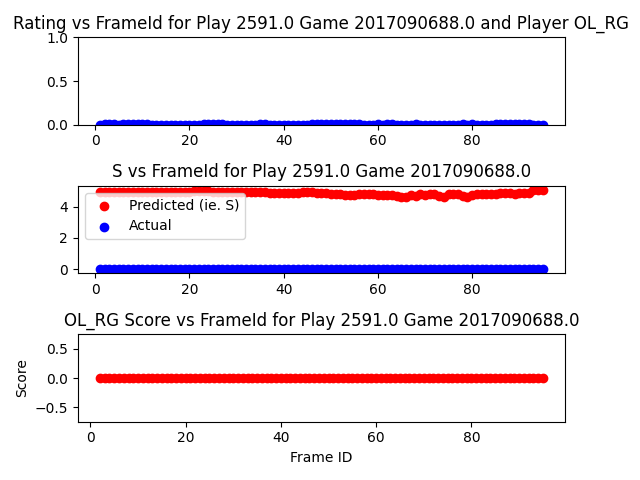 Rating vs FrameId for Play 2591.0 Game 2017090688.0 and Player OL_RG
1.0
0.5
0.0
0 20 40 60 80
S vs FrameId for Play 2591.0 Game 2017090688.0
4
2
0
Predicted (ie. S)
Actual
0 20 40 60 80
OL_RG Score vs FrameId for Play 2591.0 Game 2017090688.0
Score
0.5
0.0
−0.5
0 20 40 60 80
Frame ID